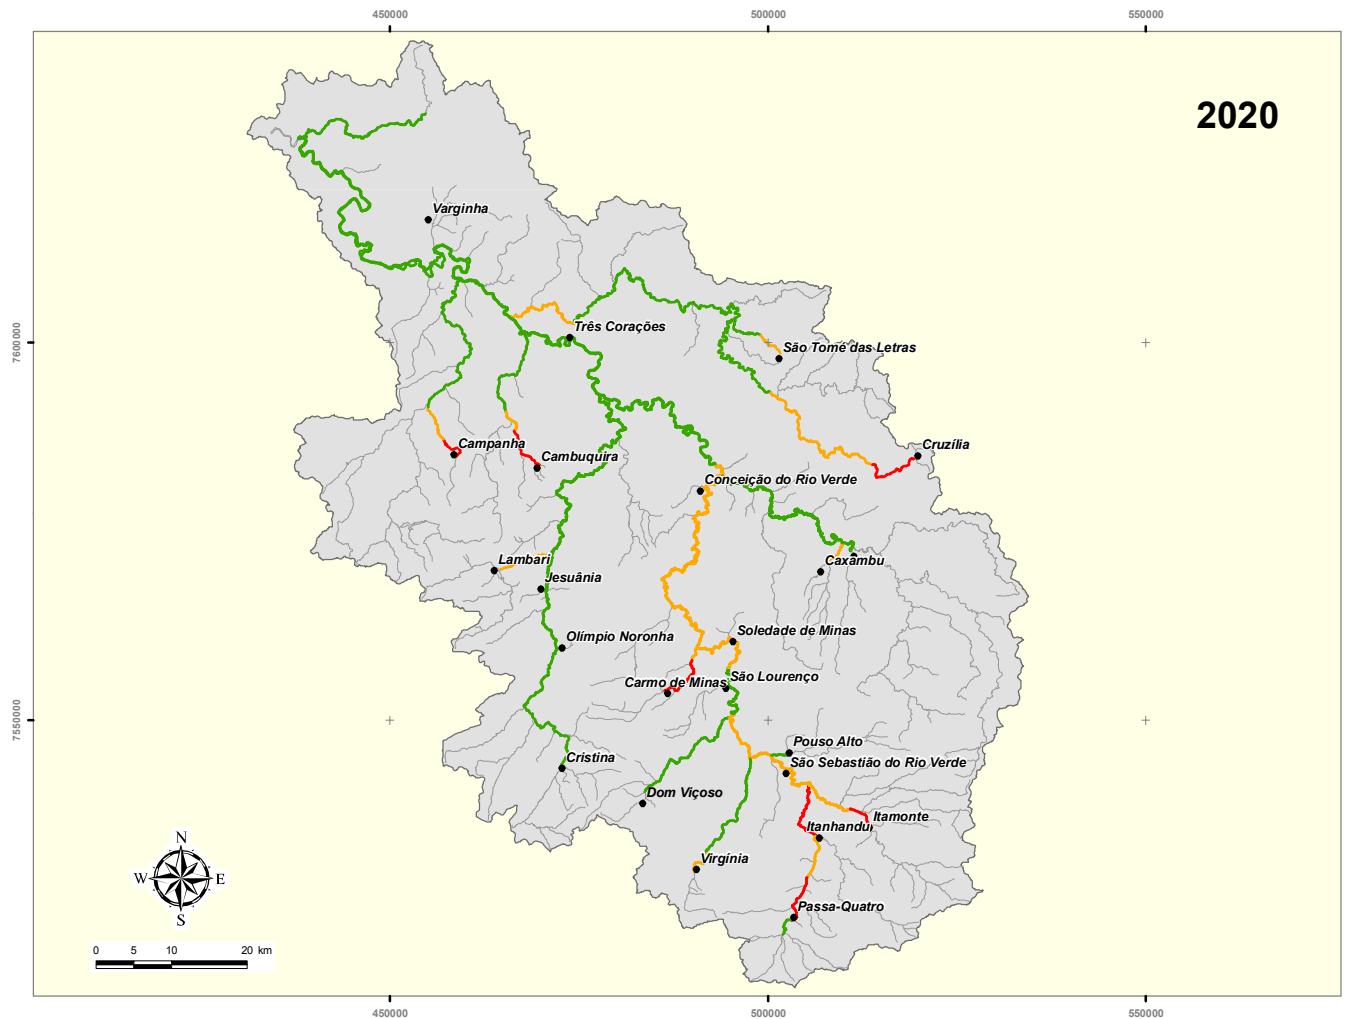 450000
500000
550000
2020
Varginha
7600000
Três Corações
São Tomé das Letras
Campanha
Cambuquira
Cruzília
Conceição do Rio Verde
Lambari
Caxambu
Jesuânia
Olímpio Noronha
Soledade de Minas
Carmo de Minas
São Lourenço
7550000
Pouso Alto
Cristina
São Sebastião do Rio Verde
Dom Viçoso
Itamonte
Itanhandu
N
W
E
S
Virgínia
Passa-Quatro
0 5 10 20 km
450000
500000
550000